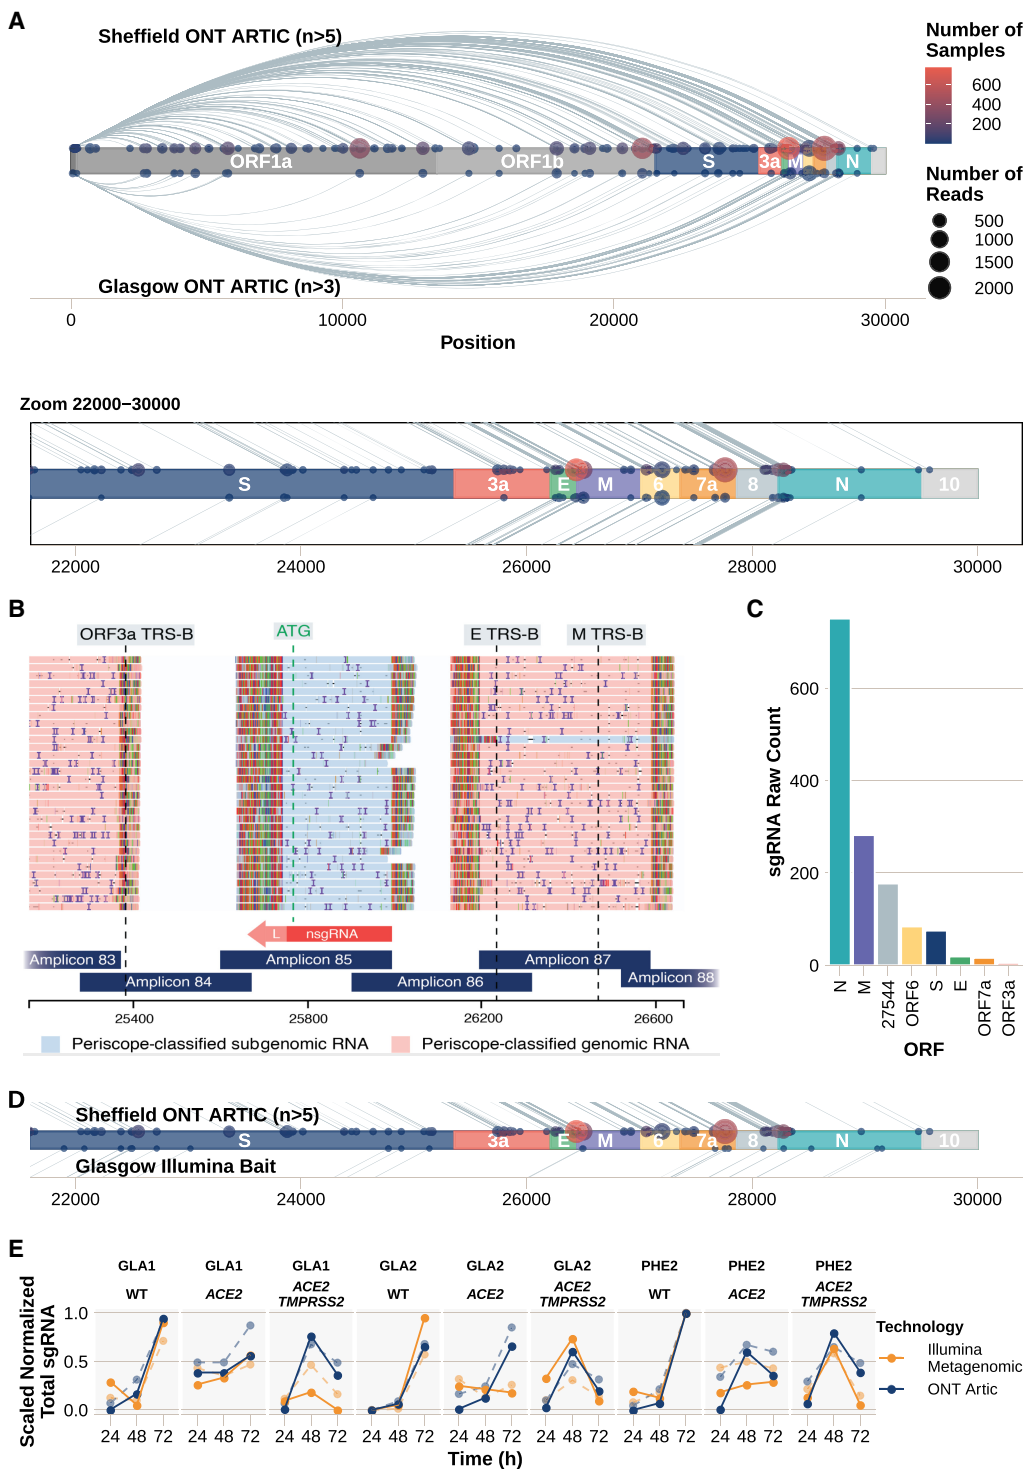 A
Sheffield ONT ARTIC (n>5)
Number of
Samples
600
400
200
ORF1a
ORF1b
S
3a
M
N
Number of
Reads
500
1000
1500
2000
Glasgow ONT ARTIC (n>3)
0
10000
20000
30000
Position
Zoom 22000−30000
S
3a
E
M
6
7a
8
N
10
22000
24000
26000
28000
30000
B
ORF3a TRS-B
ATG
E TRS-B
M TRS-B
L
nsgRNA
Amplicon 83
Amplicon 85
Amplicon 87
Amplicon 84
Amplicon 86
Amplicon 88
25400
25800
26200
26600
Periscope-classified subgenomic RNA
Periscope-classified genomic RNA
C
sgRNA Raw Count
600
400
200
0
N
M
27544
ORF6
S
E
ORF7a
ORF3a
ORF
D
Sheffield ONT ARTIC (n>5)
S
3a
E
M
6
7a
8
N
10
Glasgow Illumina Bait
22000
24000
26000
28000
30000
E
Scaled Normalized
Total sgRNA
GLA1
GLA1
GLA1
GLA2
GLA2
GLA2
PHE2
PHE2
PHE2
WT
ACE2
ACE2
TMPRSS2
WT
ACE2
ACE2
TMPRSS2
WT
ACE2
ACE2
TMPRSS2
1.0
0.5
0.0
24 48 72
24 48 72
24 48 72
24 48 72
24 48 72
24 48 72
24 48 72
24 48 72
24 48 72
Time (h)
Technology
Illumina
Metagenomic
ONT Artic